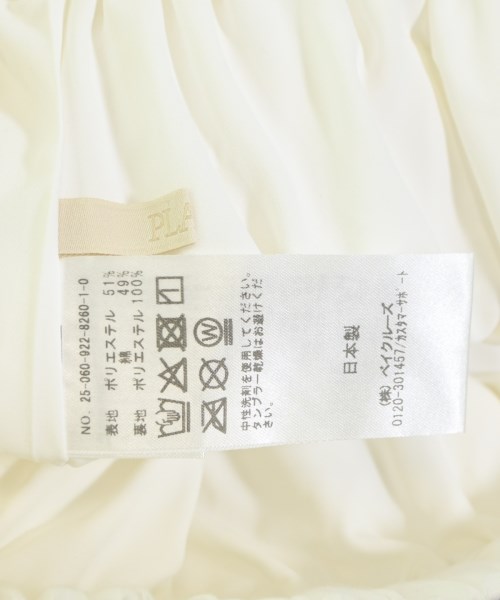 PLA
NO. 25-060-922-8260-1-0
表地 ポリエステル 51%
綿 49%
裏地 ポリエステル 100%
中性洗剤を使用してください。
タンブラー乾燥はお避けくだ
さい。
日本製
(株) ベイクルーズ
0120-301457/カスタマーサポート